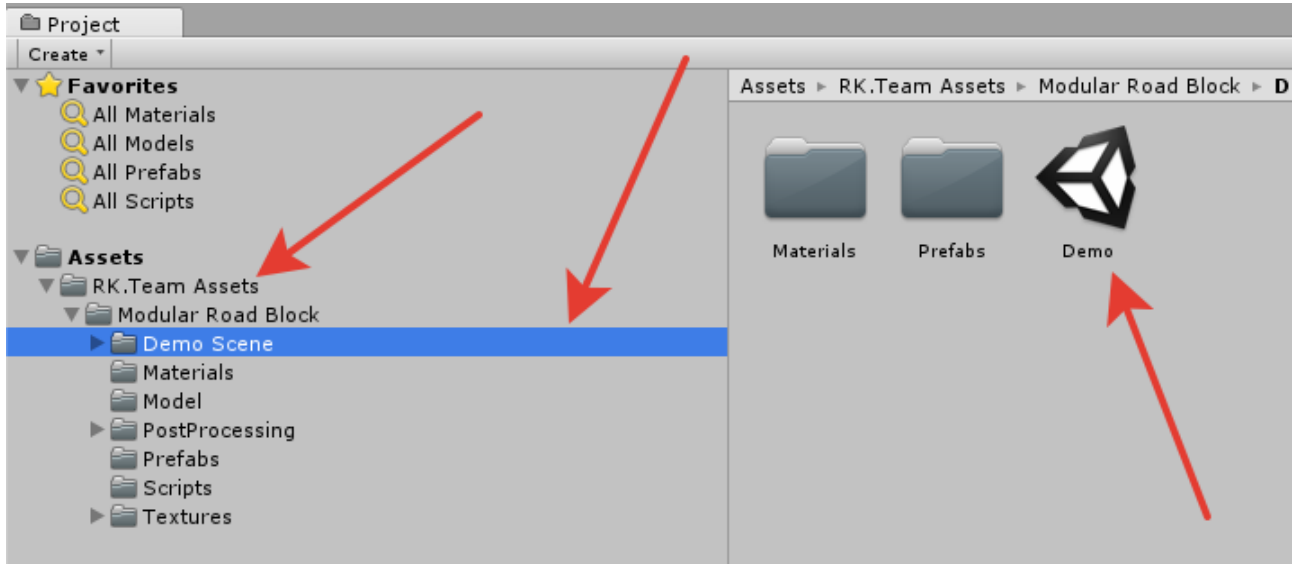 Project
Create
Favorites
All Materials
All Models
All Prefabs
All Scripts
Assets
RK.Team Assets
Modular Road Block
Demo Scene
Materials
Model
PostProcessing
Prefabs
Scripts
Textures
Assets ▸ RK.Team Assets ▸ Modular Road Block ▸ D
Materials Prefabs Demo